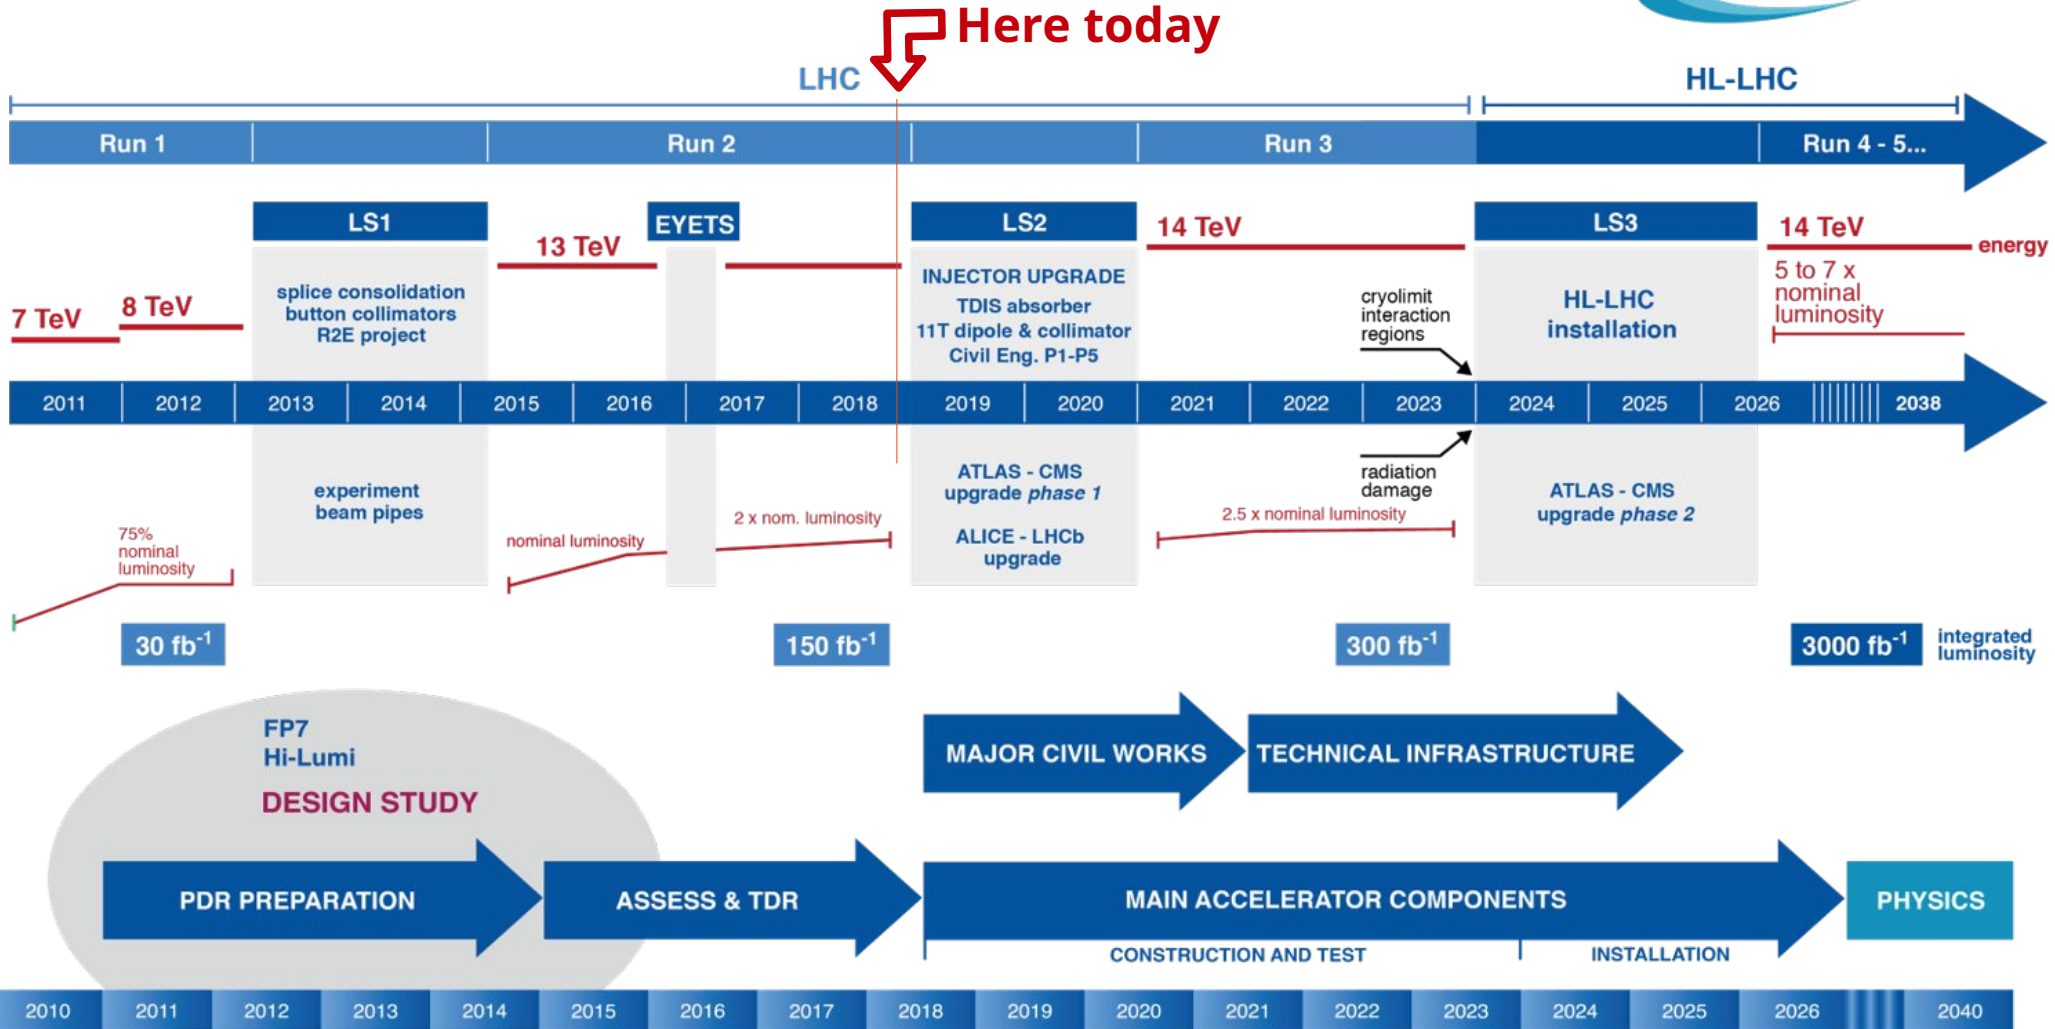 Here today
LHC
HL-LHC
Run 1
Run 2
Run 3
Run 4 - 5...
LS1
EYETS
LS2
LS3
7 TeV
8 TeV
13 TeV
14 TeV
14 TeV
energy
splice consolidation
button collimators
R2E project
INJECTOR UPGRADE
TDIS absorber
11T dipole & collimator
Civil Eng. P1-P5
cryolimit
interaction
regions
HL-LHC
installation
5 to 7 x
nominal
luminosity
2011
2012
2013
2014
2015
2016
2017
2018
2019
2020
2021
2022
2023
2024
2025
2026
2038
75%
nominal
luminosity
experiment
beam pipes
nominal luminosity
2 x nom. luminosity
ATLAS - CMS
upgrade phase 1
ALICE - LHCb
upgrade
radiation
damage
2.5 x nominal luminosity
ATLAS - CMS
upgrade phase 2
30 fb-1
150 fb-1
300 fb-1
3000 fb-1
integrated
luminosity
FP7
Hi-Lumi
DESIGN STUDY
MAJOR CIVIL WORKS
TECHNICAL INFRASTRUCTURE
PDR PREPARATION
ASSESS & TDR
MAIN ACCELERATOR COMPONENTS
PHYSICS
CONSTRUCTION AND TEST
INSTALLATION
2010
2011
2012
2013
2014
2015
2016
2017
2018
2019
2020
2021
2022
2023
2024
2025
2026
2040